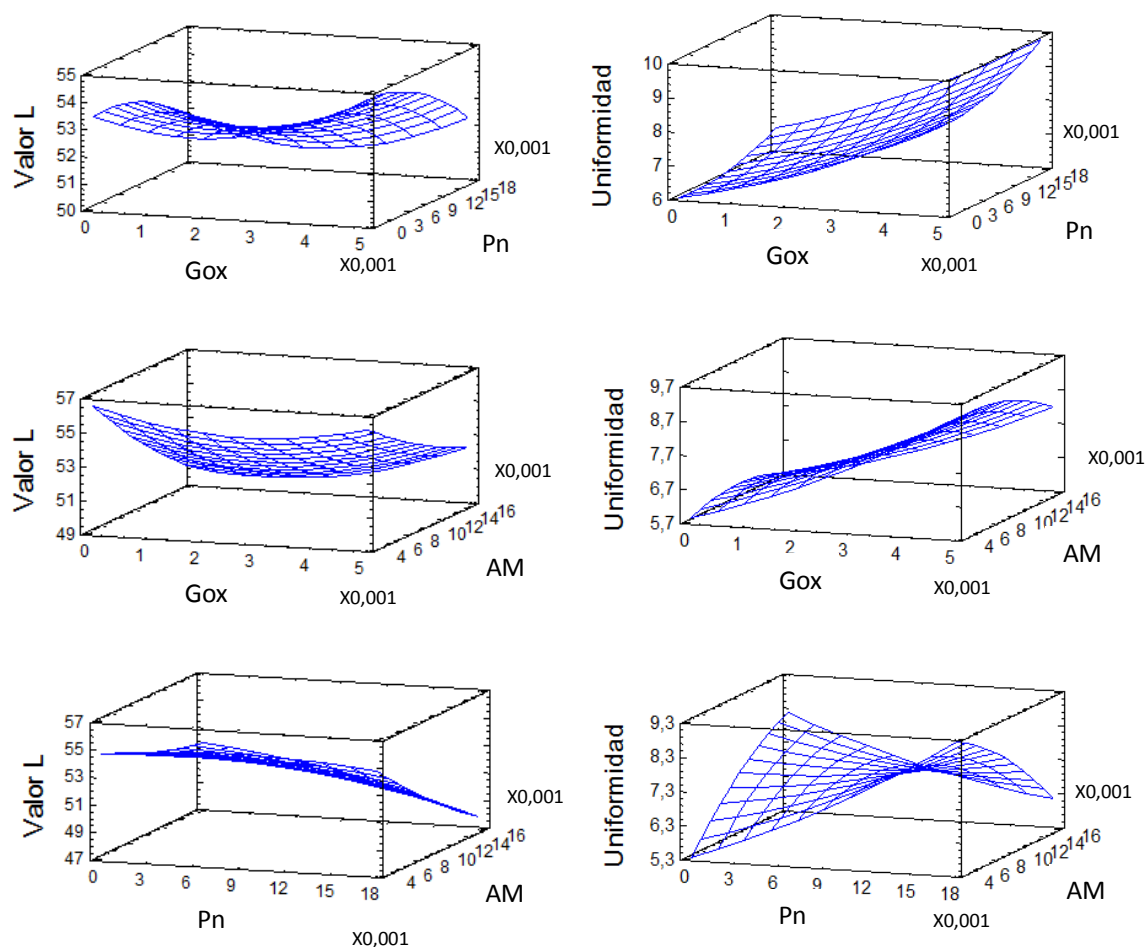 Valor L
55
54
53
52
51
50
0 1 2 3 4 5
Gox
X0,001
0 3 6 9 12 15 18
Pn
X0,001
Uniformidad
10
9
8
7
6
0 1 2 3 4 5
Gox
X0,001
0 3 6 9 12 15 18
Pn
X0,001
Valor L
57
55
53
51
49
0 1 2 3 4 5
Gox
X0,001
4 6 8 10 12 14 16
AM
X0,001
Uniformidad
9,7
8,7
7,7
6,7
5,7
0 1 2 3 4 5
Gox
X0,001
4 6 8 10 12 14 16
AM
X0,001
Valor L
57
55
53
51
49
47
0 3 6 9 12 15 18
Pn
X0,001
4 6 8 10 12 14 16
AM
X0,001
Uniformidad
9,3
8,3
7,3
6,3
5,3
0 3 6 9 12 15 18
Pn
X0,001
4 6 8 10 12 14 16
AM
X0,001